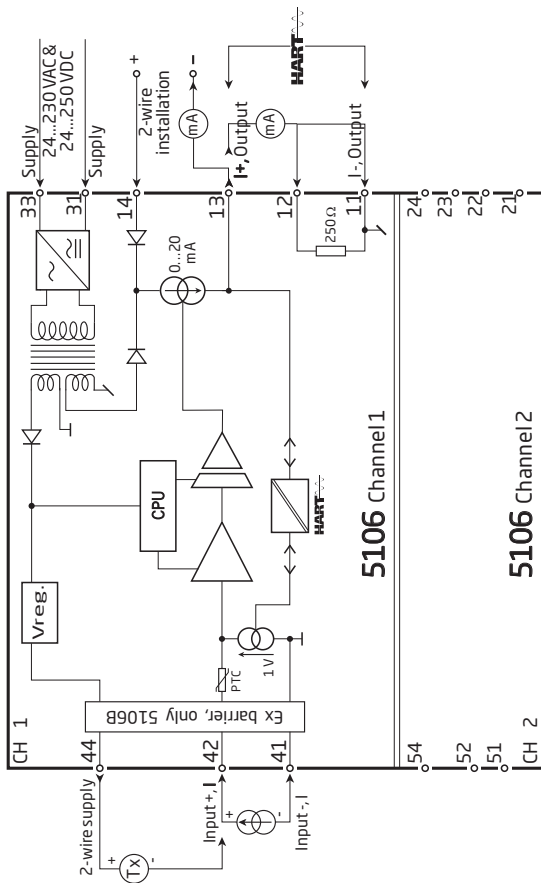 Supply
24...230 VAC &
24...250 VDC
Supply
+
2-wire
installation
-
mA
I+, Output
mA
HART
I-, Output
33
31
14
13
12
11
24
23
22
21
0...20
mA
250 Ω
CPU
HART
5106 Channel 1
5106 Channel 2
Vreg.
PTC
1 V
Ex barrier, only 5106B
CH 1
44
42
41
54
52
51
CH 2
2-wire supply
+
Tx
-
Input +, I
+
-
Input -, I